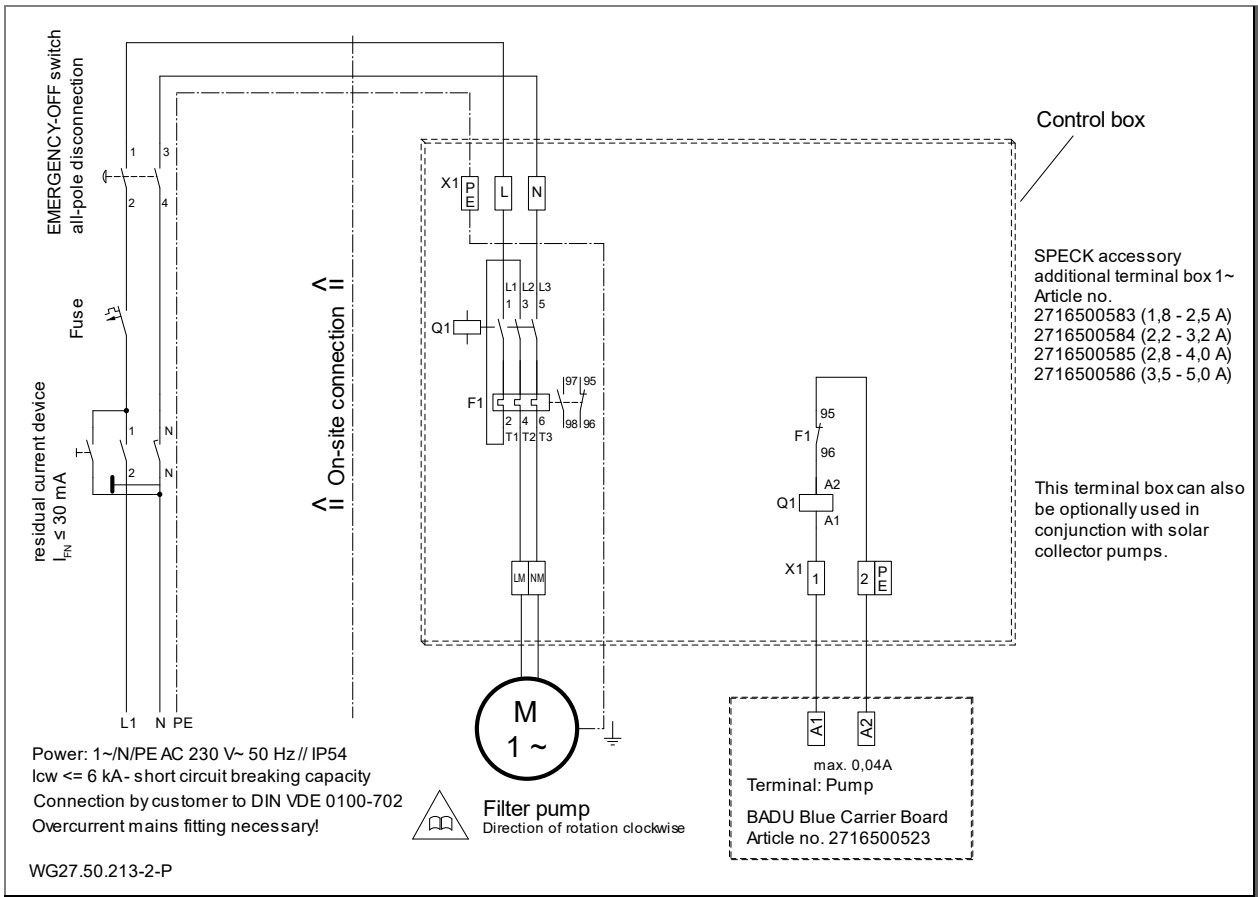 EMERGENCY-OFF switch
all-pole disconnection
1
3
2
4
Fuse
residual current device
IFN ≤ 30 mA
1
N
2
N
L1 N PE
<= On-site connection <=
Control box
X1
PE
L
N
L1 L2 L3
1 3 5
Q1
F1
97 95
98 96
2 4 6
T1 T2 T3
LM NM
M
1 ~
95
F1
96
A2
Q1
A1
X1
1
2
PE
A1
A2
max. 0,04A
Terminal: Pump
BADU Blue Carrier Board
Article no. 2716500523
SPECK accessory
additional terminal box 1~
Article no.
2716500583 (1,8 - 2,5 A)
2716500584 (2,2 - 3,2 A)
2716500585 (2,8 - 4,0 A)
2716500586 (3,5 - 5,0 A)
This terminal box can also
be optionally used in
conjunction with solar
collector pumps.
Power: 1~/N/PE AC 230 V~ 50 Hz // IP54
Icw <= 6 kA - short circuit breaking capacity
Connection by customer to DIN VDE 0100-702
Overcurrent mains fitting necessary!
Filter pump
Direction of rotation clockwise
WG27.50.213-2-P